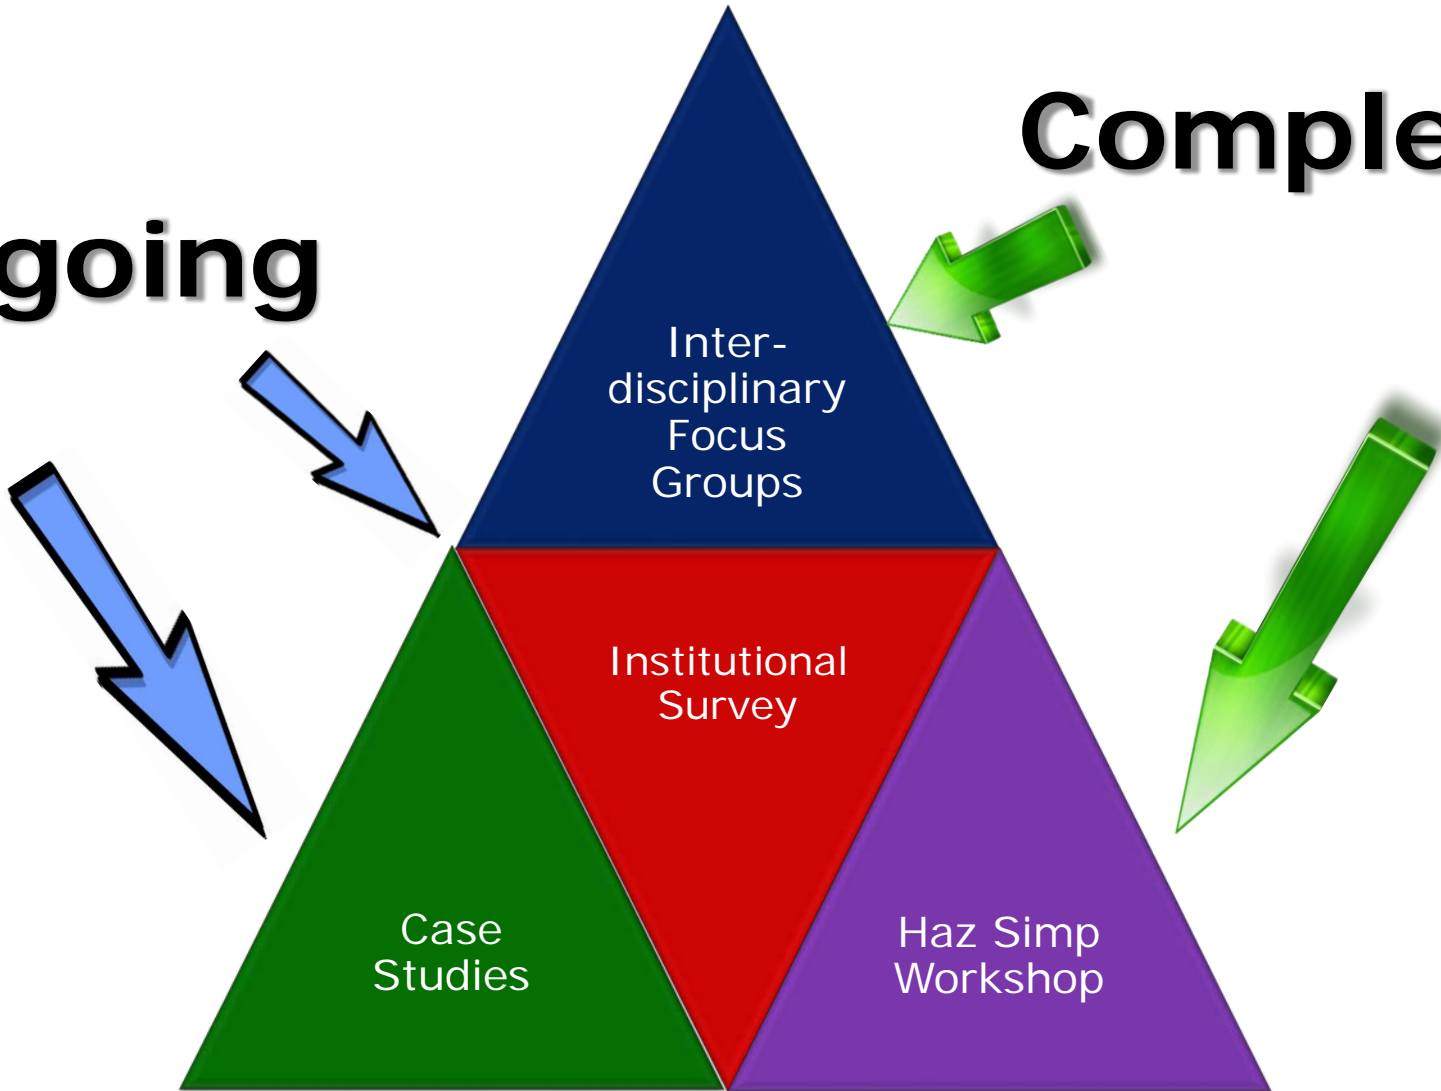 Comple
going
Inter-
disciplinary
Focus
Groups
Institutional
Survey
Case
Studies
Haz Simp
Workshop